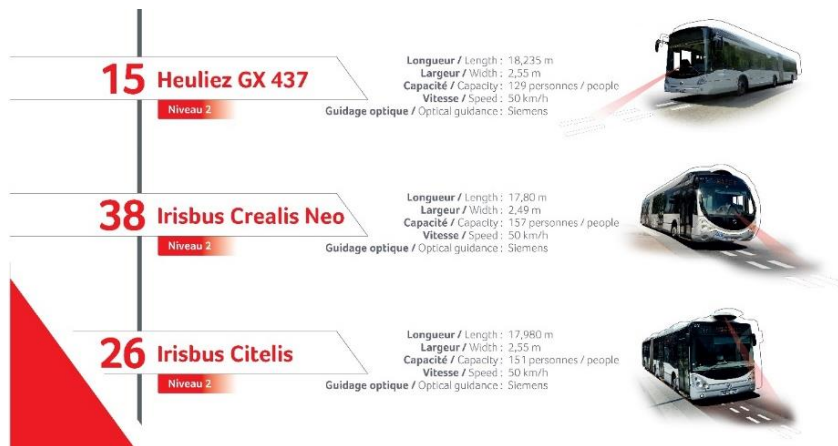 15 Heuliez GX 437
Niveau 2
Longueur / Length : 18,235 m
Largeur / Width : 2,55 m
Capacité / Capacity : 129 personnes / people
Vitesse / Speed : 50 km/h
Guidage optique / Optical guidance : Siemens
38 Irisbus Crealis Neo
Niveau 2
Longueur / Length : 17,80 m
Largeur / Width : 2,49 m
Capacité / Capacity : 157 personnes / people
Vitesse / Speed : 50 km/h
Guidage optique / Optical guidance : Siemens
26 Irisbus Citelis
Niveau 2
Longueur / Length : 17,980 m
Largeur / Width : 2,55 m
Capacité / Capacity : 151 personnes / people
Vitesse / Speed : 50 km/h
Guidage optique / Optical guidance : Siemens